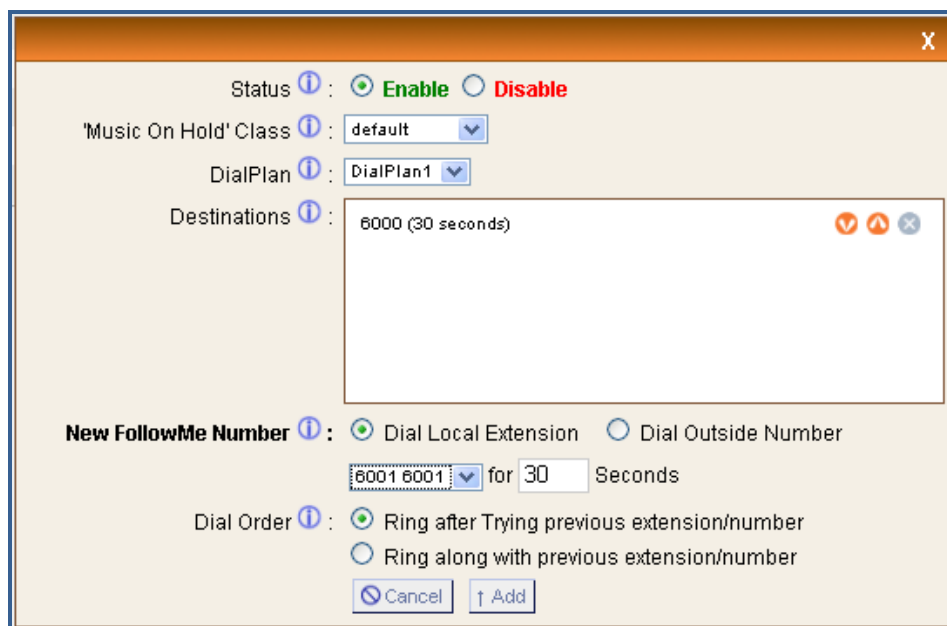 X
Status : Enable Disable
'Music On Hold' Class : default
DialPlan : DialPlan1
Destinations : 6000 (30 seconds)
New FollowMe Number : Dial Local Extension Dial Outside Number
6001 6001 for 30 Seconds
Dial Order : Ring after Trying previous extension/number
Ring along with previous extension/number
Cancel ↑ Add